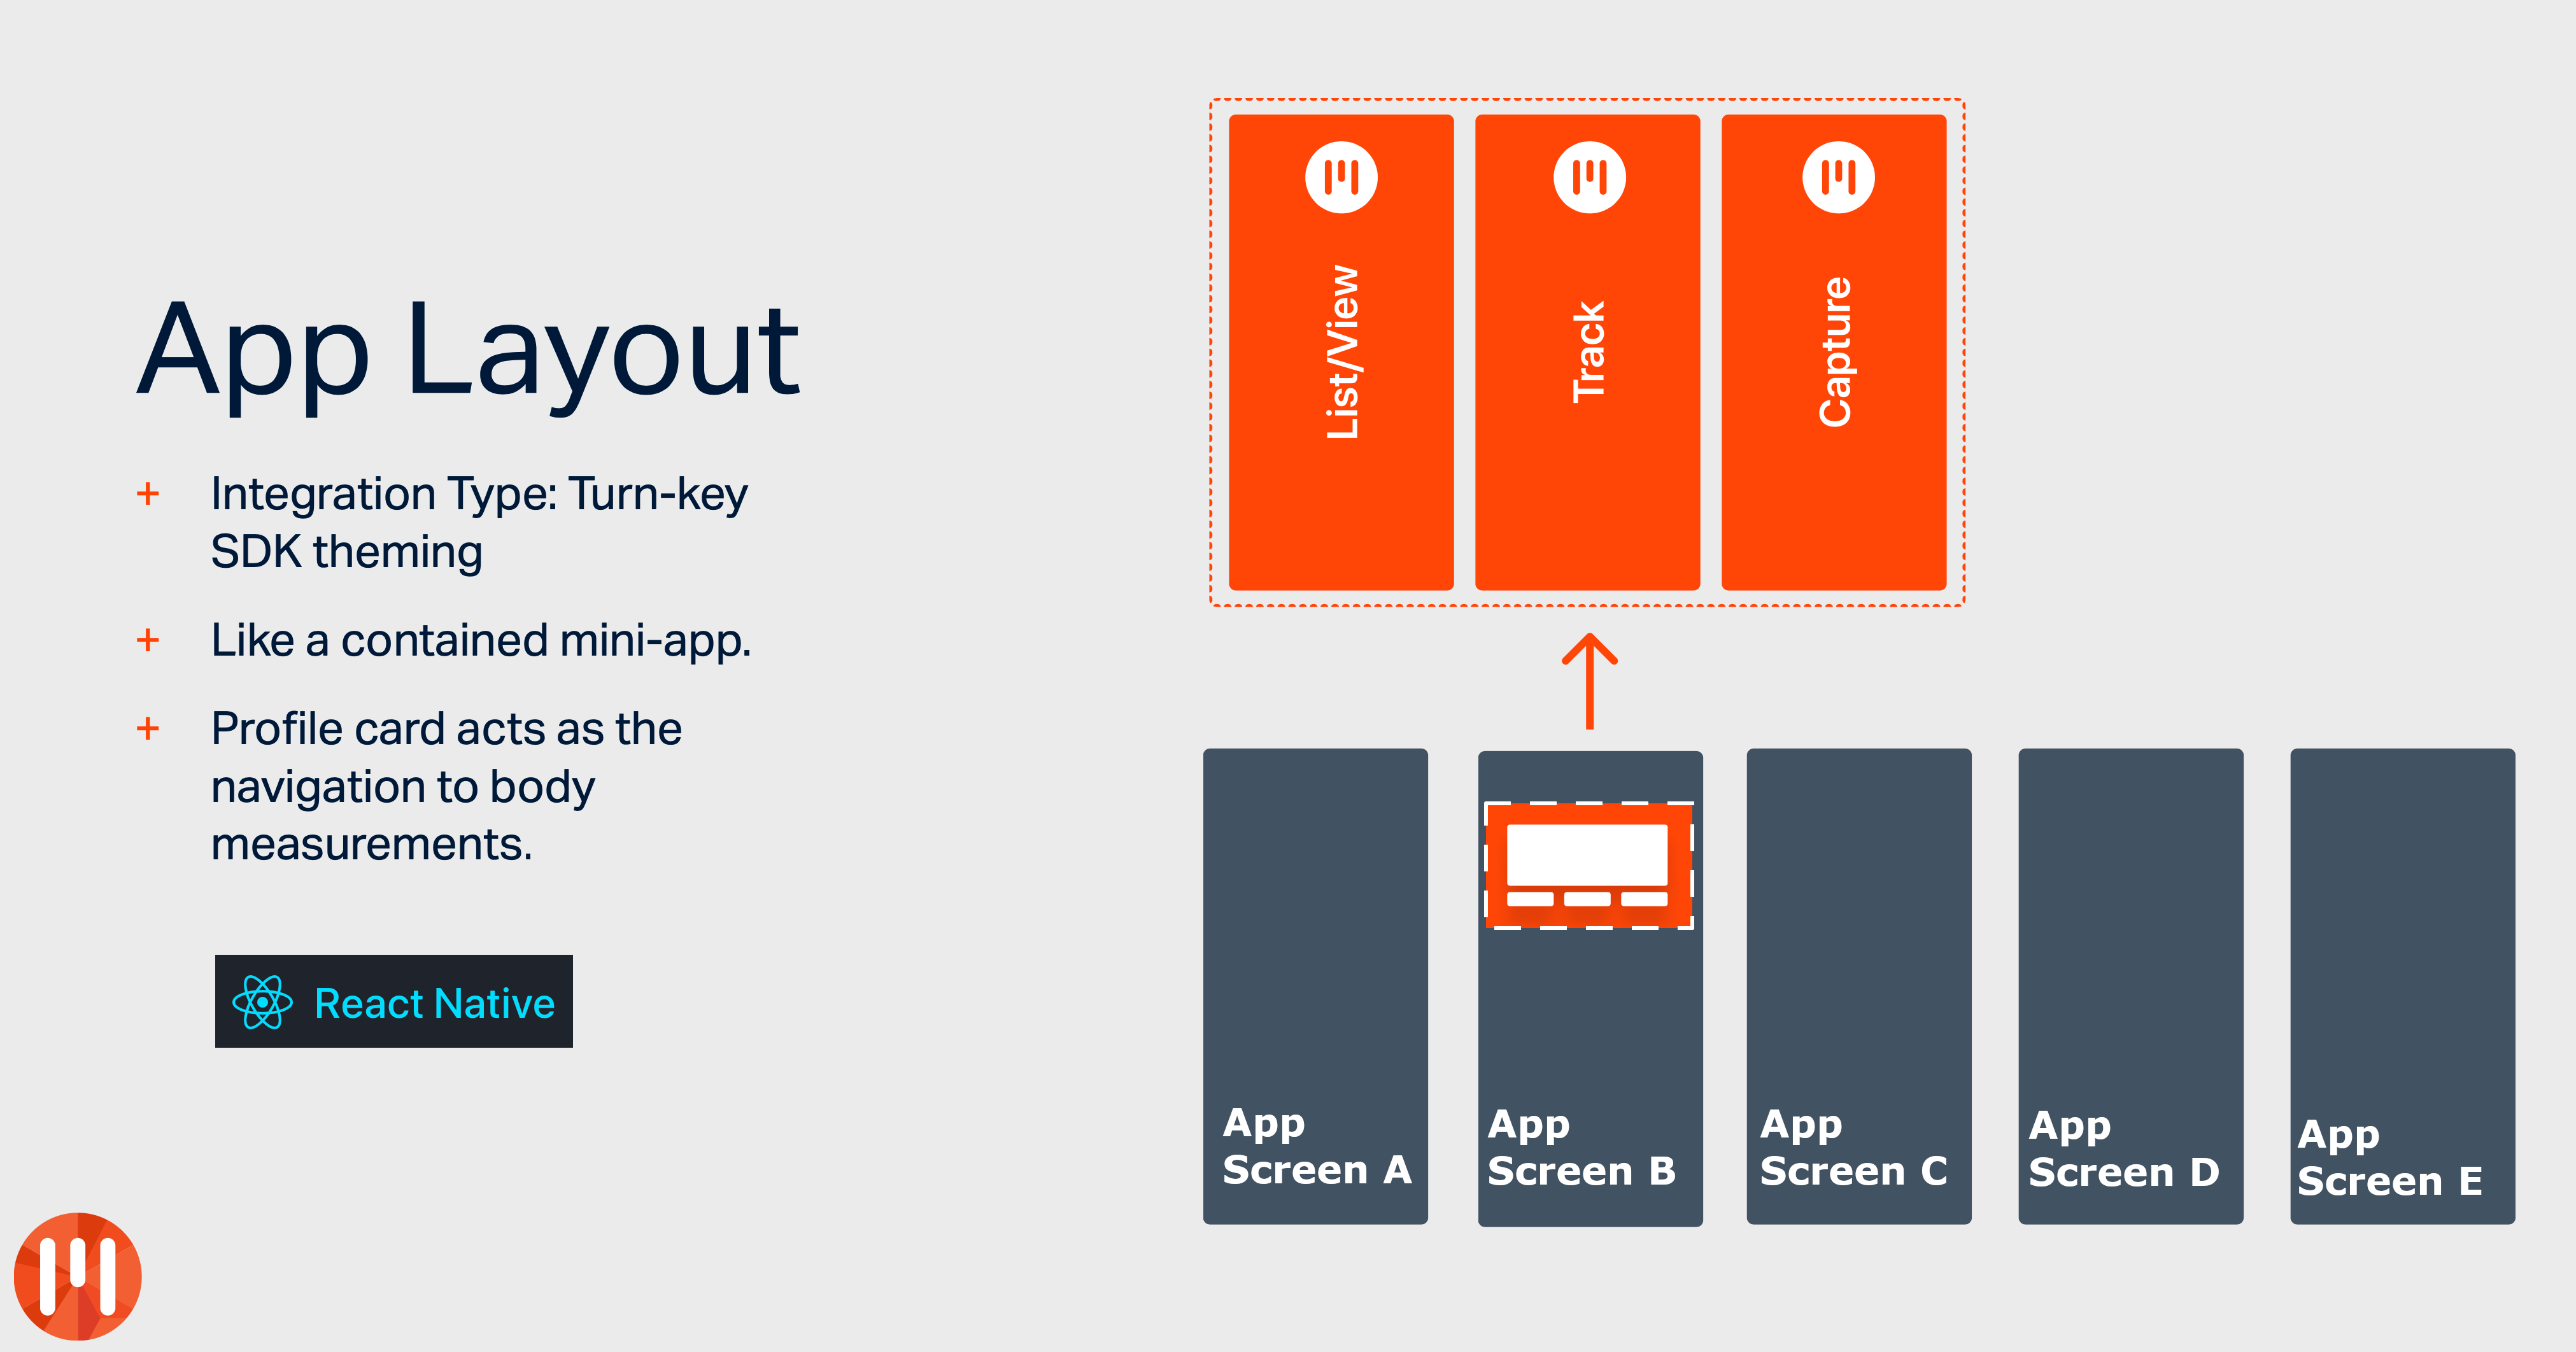 App Layout
+ Integration Type: Turn-key
SDK theming
+ Like a contained mini-app.
+ Profile card acts as the
navigation to body
measurements.
React Native
List/View
Track
Capture
App
Screen A
App
Screen B
App
Screen C
App
Screen D
App
Screen E